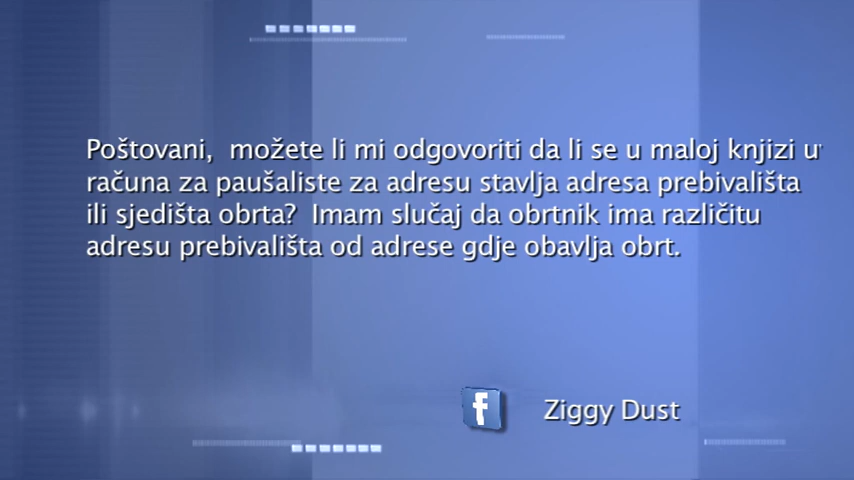 Poštovani,  možete li mi odgovoriti da li se u maloj knjizi u
računa za paušaliste za adresu stavlja adresa prebivališta
ili sjedišta obrta?  Imam slučaj da obrtnik ima različitu
adresu prebivališta od adrese gdje obavlja obrt.
f Ziggy Dust